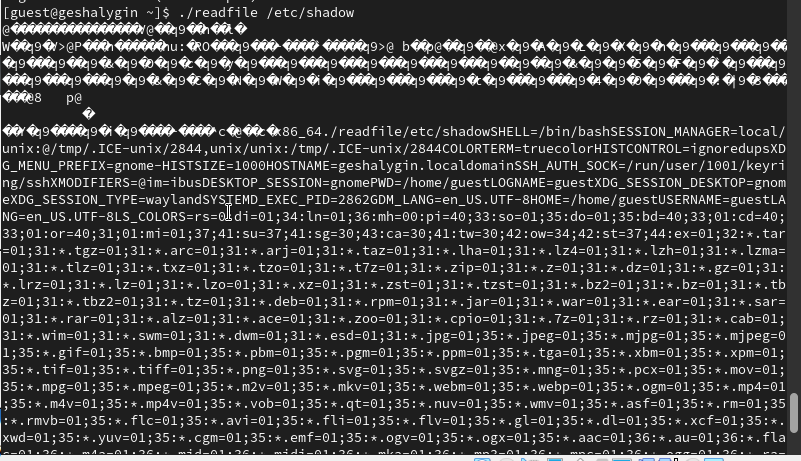 [guest@geshalygin ~]$ ./readfile /etc/shadow
x86_64./readfile/etc/shadowSHELL=/bin/bashSESSION_MANAGER=local/
unix:@/tmp/.ICE-unix/2844,unix/unix:/tmp/.ICE-unix/2844COLORTERM=truecolorHISTCONTROL=ignoredupsXD
G_MENU_PREFIX=gnome-HISTSIZE=1000HOSTNAME=geshalygin.localdomainSSH_AUTH_SOCK=/run/user/1001/keyri
ng/sshXMODIFIERS=@im=ibusDESKTOP_SESSION=gnomePWD=/home/guestLOGNAME=guestXDG_SESSION_DESKTOP=gnom
eXDG_SESSION_TYPE=waylandSYSTEMD_EXEC_PID=2862GDM_LANG=en_US.UTF-8HOME=/home/guestUSERNAME=guestLA
NG=en_US.UTF-8LS_COLORS=rs=0:di=01;34:ln=01;36:mh=00:pi=40;33:so=01;35:do=01;35:bd=40;33;01:cd=40;
33;01:or=40;31;01:mi=01;37;41:su=37;41:sg=30;43:ca=30;41:tw=30;42:ow=34;42:st=37;44:ex=01;32:*.tar
=01;31:*.tgz=01;31:*.arc=01;31:*.arj=01;31:*.taz=01;31:*.lha=01;31:*.lz4=01;31:*.lzh=01;31:*.lzma=
01;31:*.tlz=01;31:*.txz=01;31:*.tzo=01;31:*.t7z=01;31:*.zip=01;31:*.z=01;31:*.dz=01;31:*.gz=01;31:
*.lrz=01;31:*.lz=01;31:*.lzo=01;31:*.xz=01;31:*.zst=01;31:*.tzst=01;31:*.bz2=01;31:*.bz=01;31:*.tb
z=01;31:*.tbz2=01;31:*.tz=01;31:*.deb=01;31:*.rpm=01;31:*.jar=01;31:*.war=01;31:*.ear=01;31:*.sar=
01;31:*.rar=01;31:*.alz=01;31:*.ace=01;31:*.zoo=01;31:*.cpio=01;31:*.7z=01;31:*.rz=01;31:*.cab=01;
31:*.wim=01;31:*.swm=01;31:*.dwm=01;31:*.esd=01;31:*.jpg=01;35:*.jpeg=01;35:*.mjpg=01;35:*.mjpeg=0
1;35:*.gif=01;35:*.bmp=01;35:*.pbm=01;35:*.pgm=01;35:*.ppm=01;35:*.tga=01;35:*.xbm=01;35:*.xpm=01;
35:*.tif=01;35:*.tiff=01;35:*.png=01;35:*.svg=01;35:*.svgz=01;35:*.mng=01;35:*.pcx=01;35:*.mov=01;
35:*.mpg=01;35:*.mpeg=01;35:*.m2v=01;35:*.mkv=01;35:*.webm=01;35:*.webp=01;35:*.ogm=01;35:*.mp4=01
;35:*.m4v=01;35:*.mp4v=01;35:*.vob=01;35:*.qt=01;35:*.nuv=01;35:*.wmv=01;35:*.asf=01;35:*.rm=01;35
:*.rmvb=01;35:*.flc=01;35:*.avi=01;35:*.fli=01;35:*.flv=01;35:*.gl=01;35:*.dl=01;35:*.xcf=01;35:*.
xwd=01;35:*.yuv=01;35:*.cgm=01;35:*.emf=01;35:*.ogv=01;35:*.ogx=01;35:*.aac=01;36:*.au=01;36:*.fla